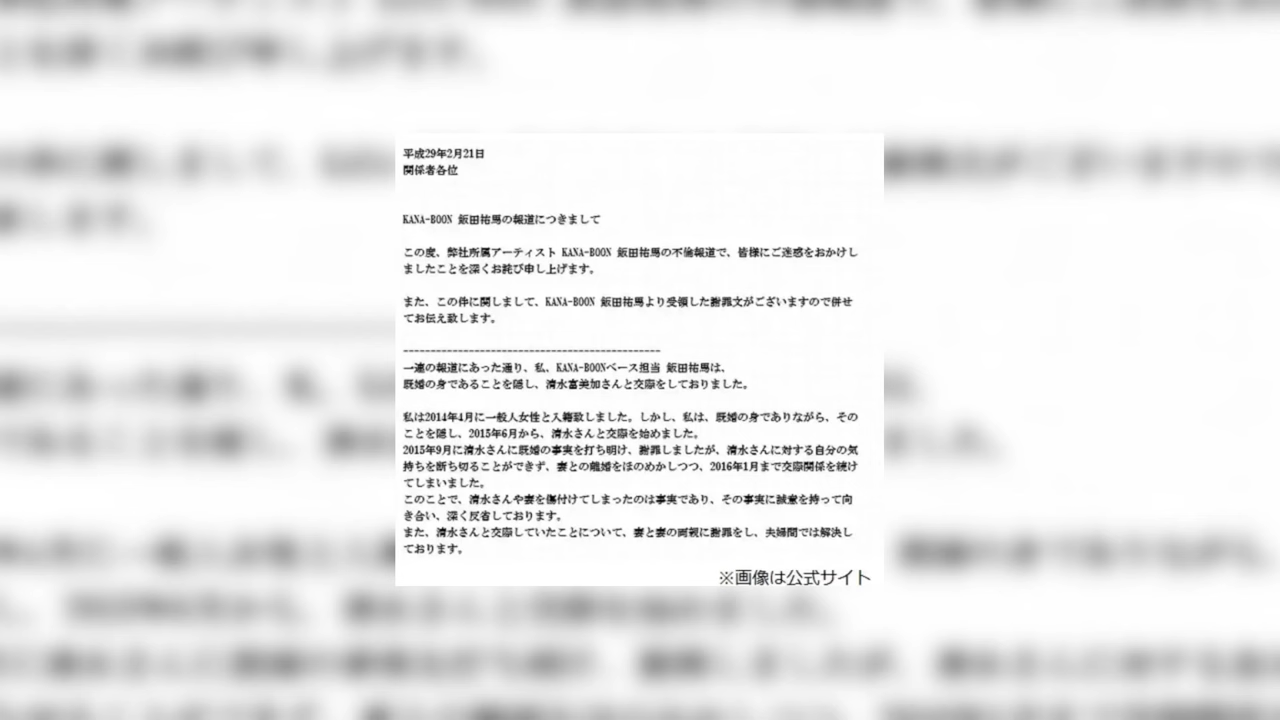 平成29年2月21日
関係者各位
KANA-BOON 飯田祐馬の報道につきまして
この度、弊社所属アーティスト KANA-BOON 飯田祐馬の不倫報道で、皆様にご迷惑をおかけし
ましたことを深くお詫び申し上げます。
また、この件に関しまして、KANA-BOON 飯田祐馬より受領した謝罪文がございますので併せ
てお伝え致します。
-----------------------------------------------
一連の報道にあった通り、私、KANA-BOONベース担当 飯田祐馬は、
既婚の身であることを隠し、清水富美加さんと交際をしておりました。
私は2014年4月に一般人女性と入籍致しました。しかし、私は、既婚の身でありながら、その
ことを隠し、2015年6月から、清水さんと交際を始めました。
2015年9月に清水さんに既婚の事実を打ち明け、謝罪しましたが、清水さんに対する自分の気
持ちを断ち切ることができず、妻との離婚をほのめかしつつ、2016年1月まで交際関係を続け
てしまいました。
このことで、清水さんや妻を傷付けてしまったのは事実であり、その事実に誠意を持って向
き合い、深く反省しております。
また、清水さんと交際していたことについて、妻と妻の両親に謝罪をし、夫婦間では解決し
ております。
※画像は公式サイト